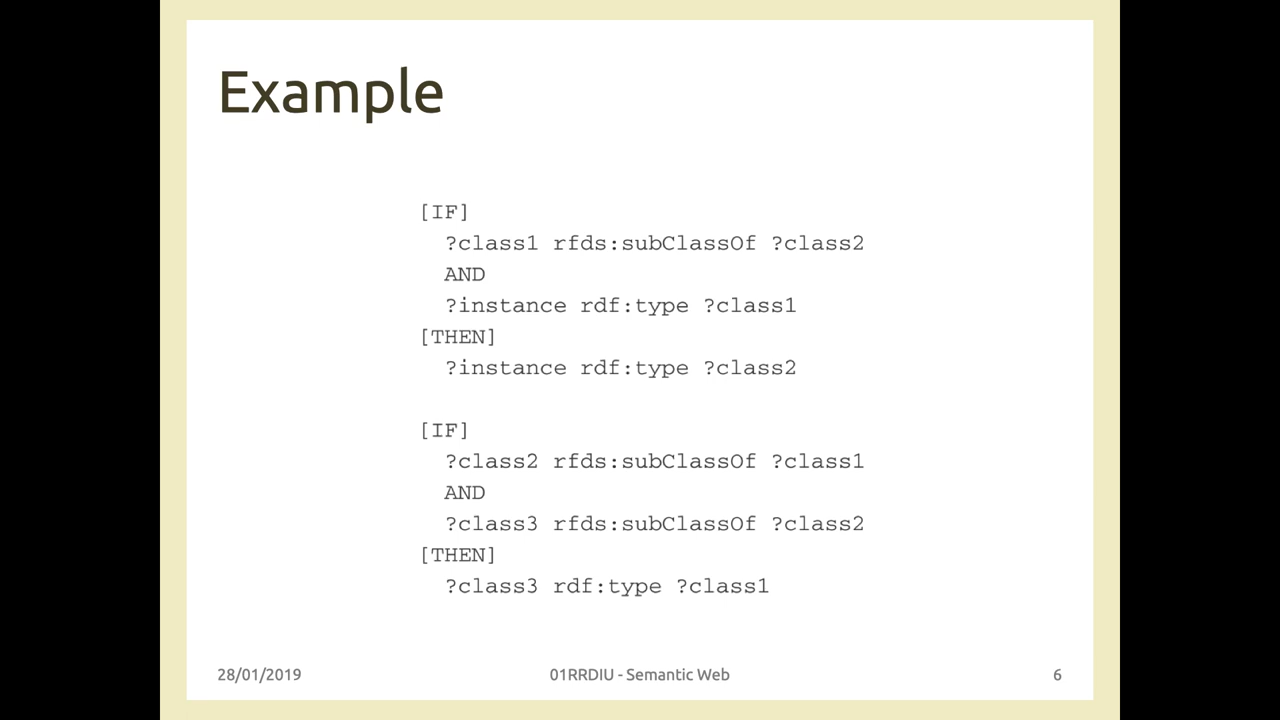 Example
[IF]
?class1 rfds:subClassOf ?class2
AND
?instance rdf:type ?class1
[THEN]
?instance rdf:type ?class2
[IF]
?class2 rfds:subClassOf ?class1
AND
?class3 rfds:subClassOf ?class2
[THEN]
?class3 rdf:type ?class1
28/01/2019 01RRDIU - Semantic Web 6